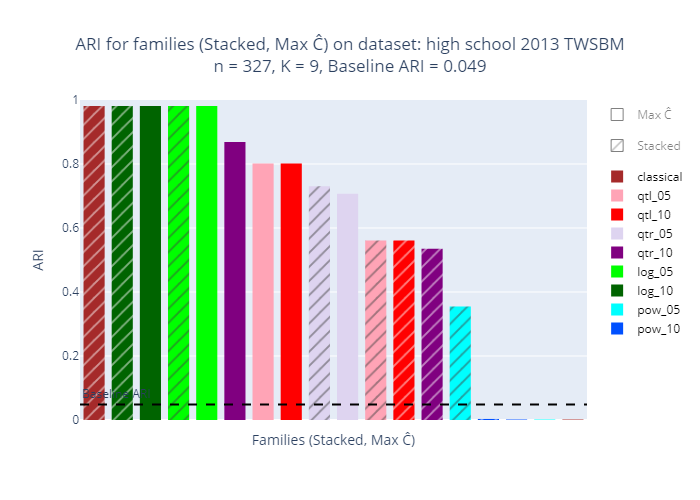 ARI for families (Stacked, Max Ĉ) on dataset: high school 2013 TWSBM
n = 327, K = 9, Baseline ARI = 0.049
1
0.8
0.6
0.4
0.2
0
ARI
Baseline ARI
Families (Stacked, Max Ĉ)
Max Ĉ
Stacked
classical
qtl_05
qtl_10
qtr_05
qtr_10
log_05
log_10
pow_05
pow_10